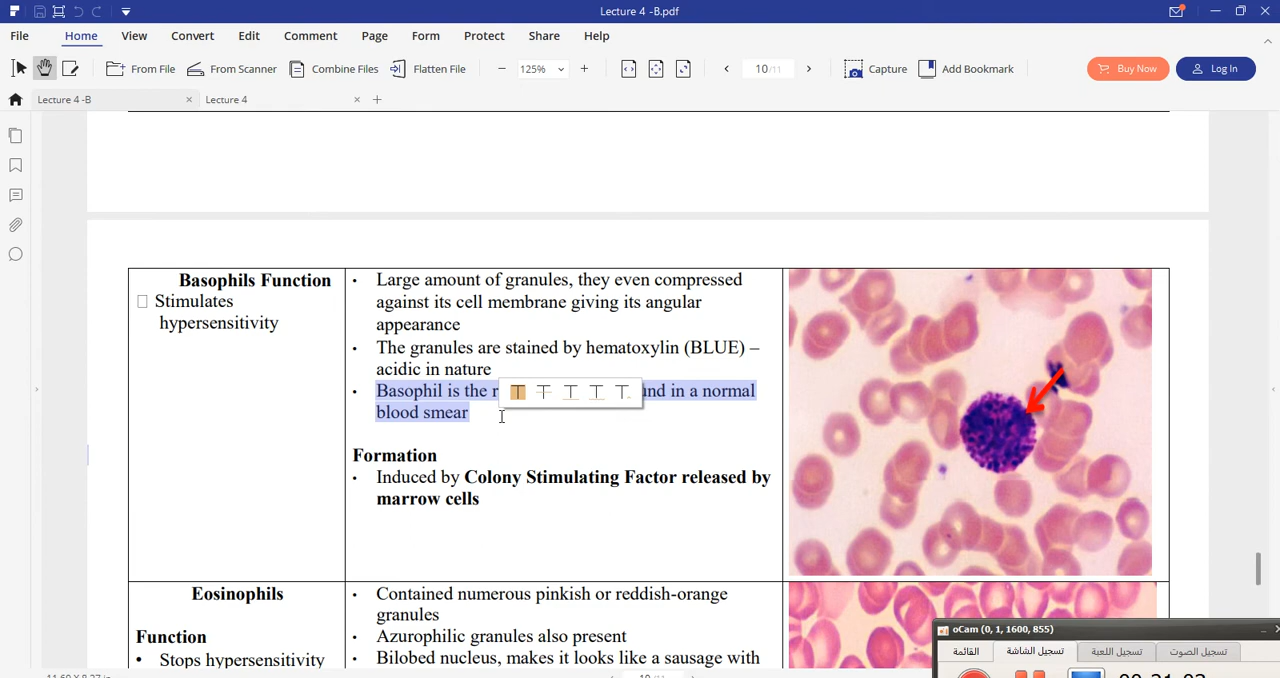 Lecture 4 -B.pdf
File Home View Convert Edit Comment Page Form Protect Share Help
From File From Scanner Combine Files Flatten File 125% 10/11 Capture Add Bookmark Buy Now Log In
Lecture 4 -B Lecture 4
Basophils Function
Stimulates
hypersensitivity
• Large amount of granules, they even compressed
against its cell membrane giving its angular
appearance
• The granules are stained by hematoxylin (BLUE) –
acidic in nature
• Basophil is the in a normal
blood smear
Formation
• Induced by Colony Stimulating Factor released by
marrow cells
Eosinophils
Function
• Stops hypersensitivity
• Contained numerous pinkish or reddish-orange
granules
• Azurophilic granules also present
• Bilobed nucleus, makes it looks like a sausage with
oCam (0, 1, 1600, 855)
القائمة تسجيل الشاشة تسجيل اللعبة تسجيل الصوت